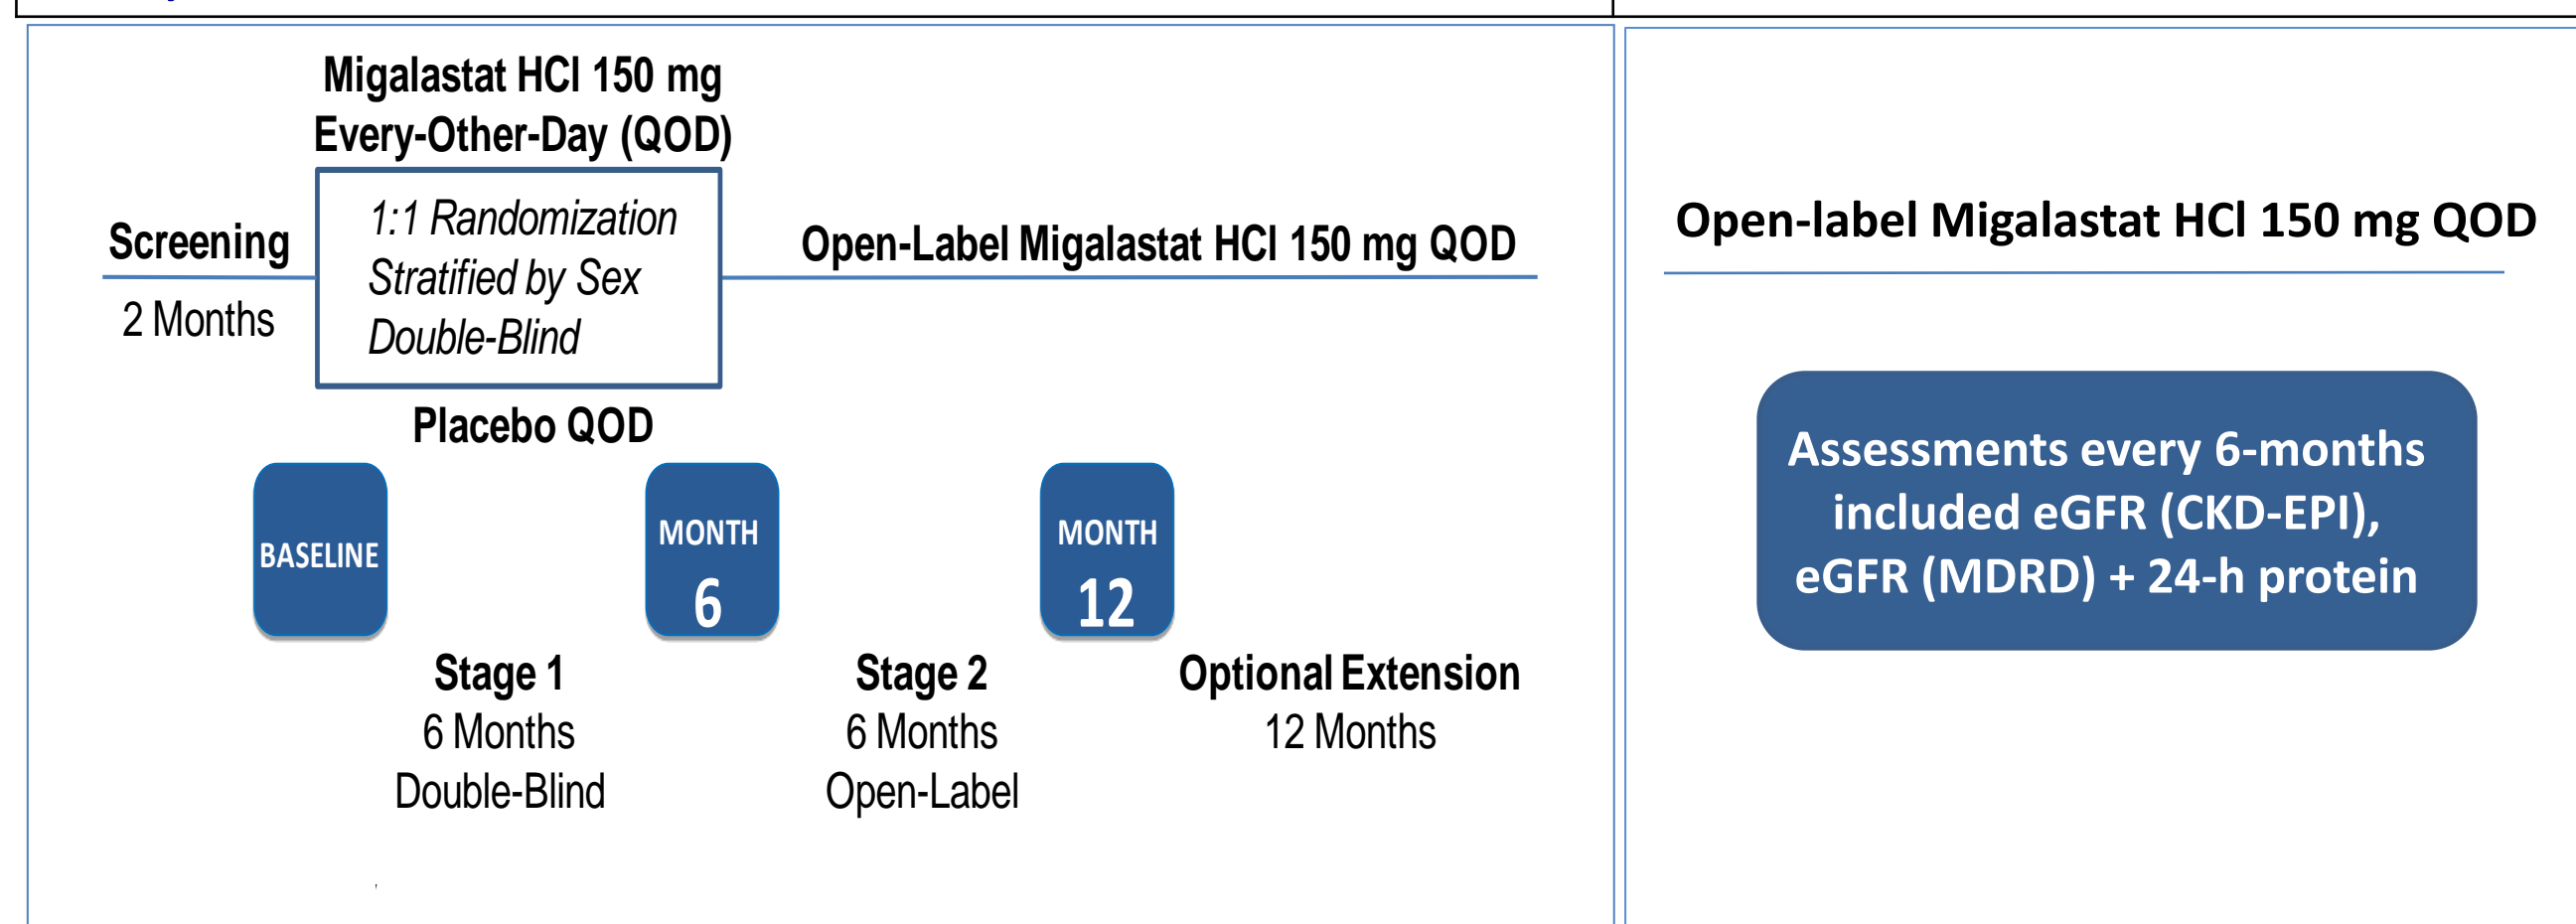 Migalastat HCl 150 mg
Every-Other-Day (QOD)
Screening
2 Months
1:1 Randomization
Stratified by Sex
Double-Blind
Open-Label Migalastat HCl 150 mg QOD
Placebo QOD
BASELINE
MONTH
6
MONTH
12
Stage 1
6 Months
Double-Blind
Stage 2
6 Months
Open-Label
Optional Extension
12 Months
Open-label Migalastat HCl 150 mg QOD
Assessments every 6-months
included eGFR (CKD-EPI),
eGFR (MDRD) + 24-h protein